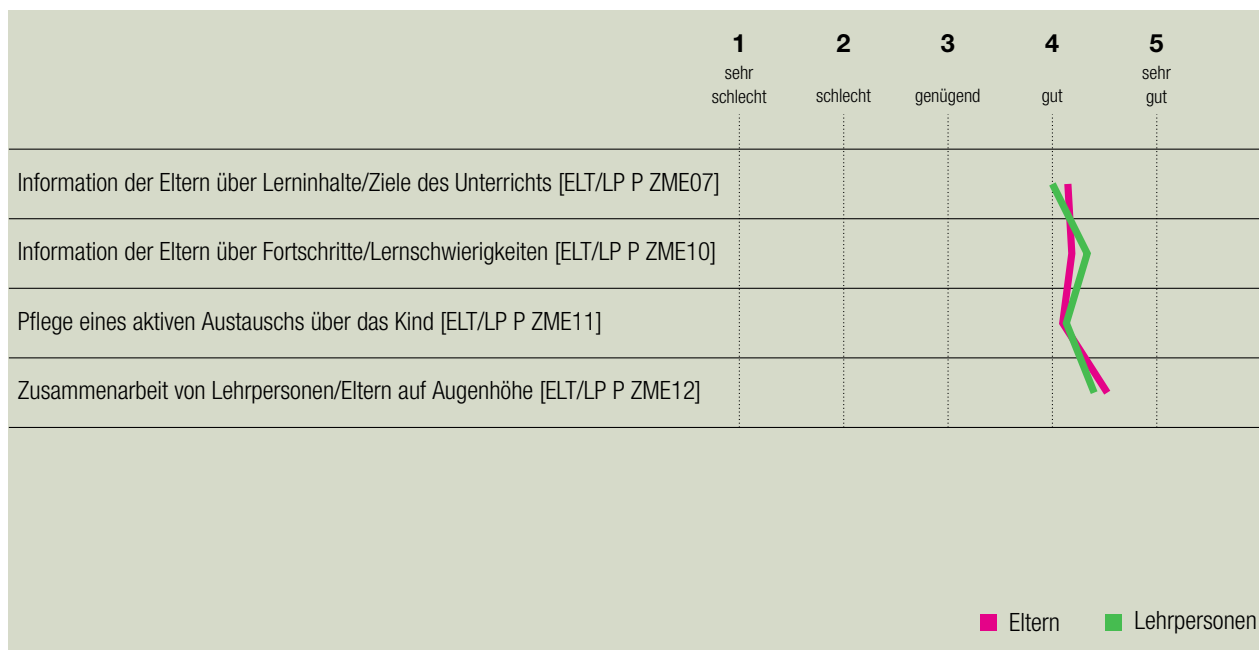 1 2 3 4 5
sehr schlecht schlecht genügend gut sehr gut
Information der Eltern über Lerninhalte/Ziele des Unterrichts [ELT/LP P ZME07]
Information der Eltern über Fortschritte/Lernschwierigkeiten [ELT/LP P ZME10]
Pflege eines aktiven Austauschs über das Kind [ELT/LP P ZME11]
Zusammenarbeit von Lehrpersonen/Eltern auf Augenhöhe [ELT/LP P ZME12]
Eltern Lehrpersonen